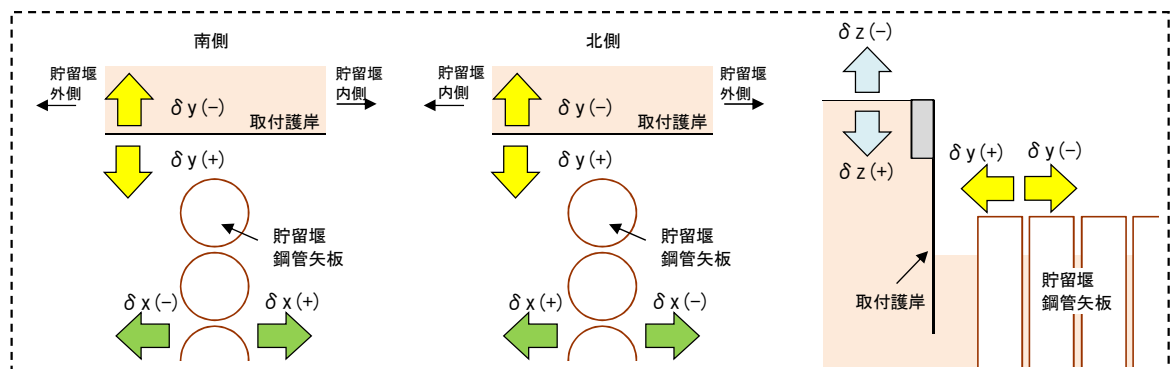 南側
貯留堰
外側
貯留堰
内側
δy(−)
取付護岸
δy(+)
貯留堰
鋼管矢板
δx(−)
δx(+)
北側
貯留堰
内側
貯留堰
外側
δy(−)
取付護岸
δy(+)
貯留堰
鋼管矢板
δx(+)
δx(−)
δz(−)
δz(+)
δy(+)
δy(−)
取付護岸
貯留堰
鋼管矢板